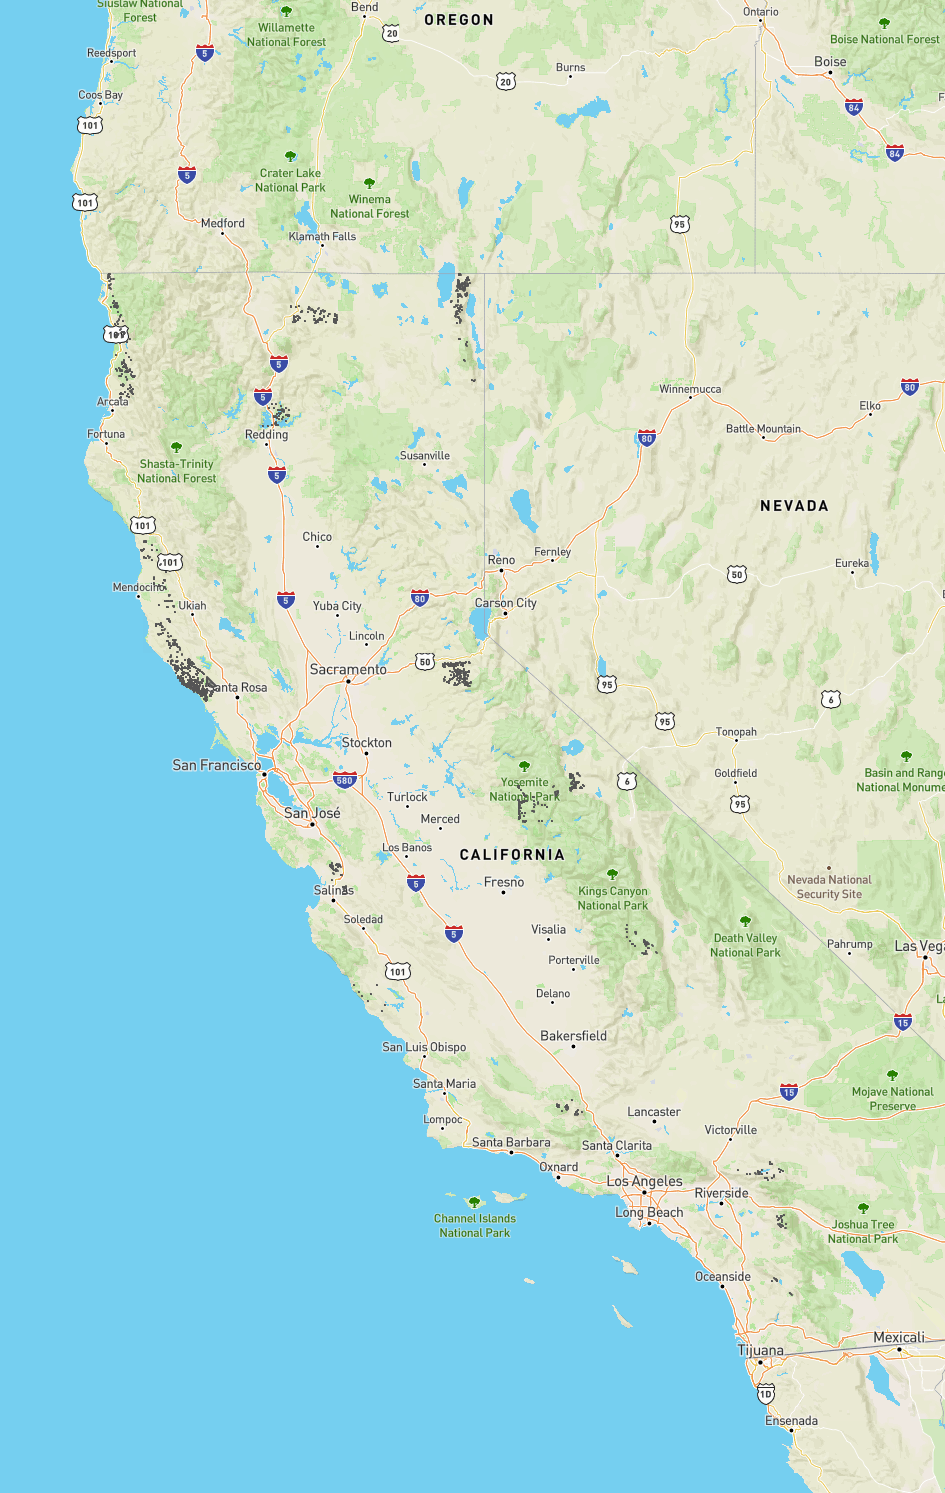 Siuslaw National
Forest
Bend
OREGON
Ontario
Willamette
National Forest
20
Boise National Forest
5
Reedsport
Burns
20
Boise
Coos Bay
84
101
84
Crater Lake
National Park
5
Winema
National Forest
101
Medford
95
Klamath Falls
101
5
Winnemucca
80
5
Arcata
Elko
Fortuna
Redding
Battle Mountain
80
Shasta-Trinity
National Forest
Susanville
5
NEVADA
101
Chico
101
Reno
Fernley
Eureka
50
Mendocino
Ukiah
5
Yuba City
80
Carson City
Lincoln
Sacramento
50
anta Rosa
95
6
95
Tonopah
Stockton
San Francisco
580
Yosemite
National Park
6
Goldfield
Basin and Range
National Monume
Turlock
95
San José
Merced
Los Banos
CALIFORNIA
5
Fresno
Kings Canyon
National Park
Nevada National
Security Site
Salinas
Soledad
Visalia
5
Death Valley
National Park
Pahrump
Las Vega
Porterville
101
Delano
15
Bakersfield
San Luis Obispo
Santa Maria
15
Mojave National
Preserve
Lompoc
Lancaster
Victorville
Santa Barbara
Santa Clarita
Oxnard
Los Angeles
Riverside
Long Beach
Channel Islands
National Park
Joshua Tree
National Park
Oceanside
Mexicali
Tijuana
1D
Ensenada